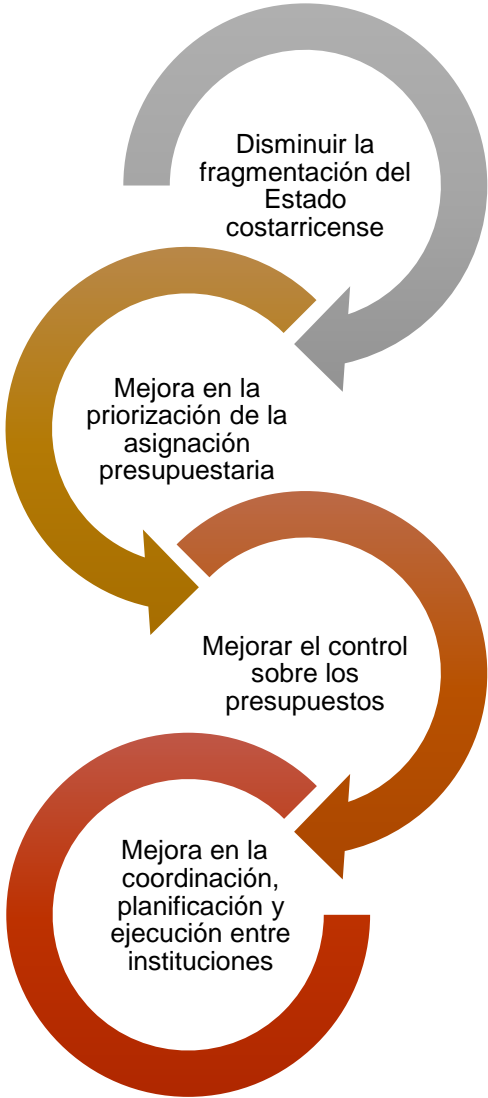 Disminuir la
fragmentación del
Estado
costarricense
Mejora en la
priorización de la
asignación
presupuestaria
Mejorar el control
sobre los
presupuestos
Mejora en la
coordinación,
planificación y
ejecución entre
instituciones